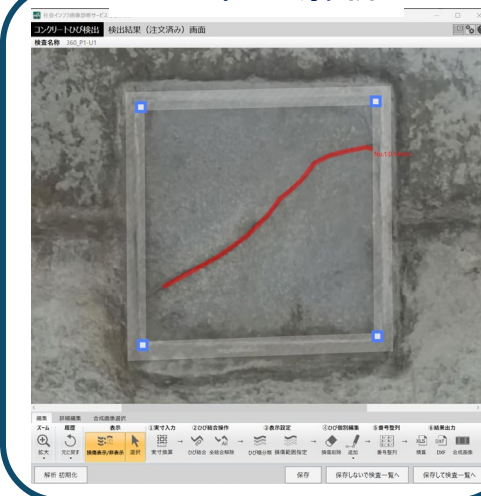 社会インフラ画像診断サービス
コンクリートひび検出 検出結果（注文済み）画面
検査名称 360_P1-U1
編集 詳細編集 合成画像選択
ズーム 履歴 表示 ①実寸入力 ②ひび結合操作 ③表示設定 ④ひび個別編集 ⑤番号整列 ⑥結果出力
XLS DXF
拡大 元に戻す 損傷表示/非表示 選択 実寸換算 ひび結合 全結合解除 ひび分類 損傷範囲指定 損傷削除 追加 番号整列 積算 DXF 合成画像
解析 初期化 保存 保存しないで検査一覧へ 保存して検査一覧へ